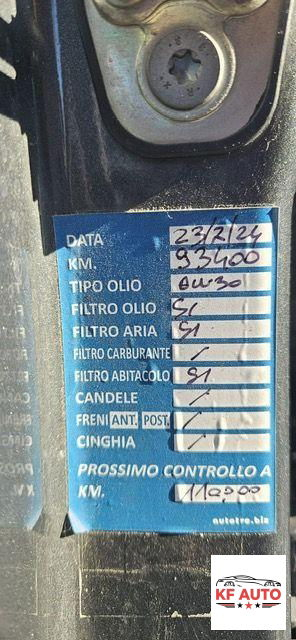 DATA 23/2/24
KM. 93400
TIPO OLIO 0W30
FILTRO OLIO SI
FILTRO ARIA SI
FILTRO CARBURANTE /
FILTRO ABITACOLO SI
CANDELE /
FRENI ANT. POST. /
CINGHIA /
PROSSIMO CONTROLLO A
KM. 110000
autotre.biz
KF AUTO